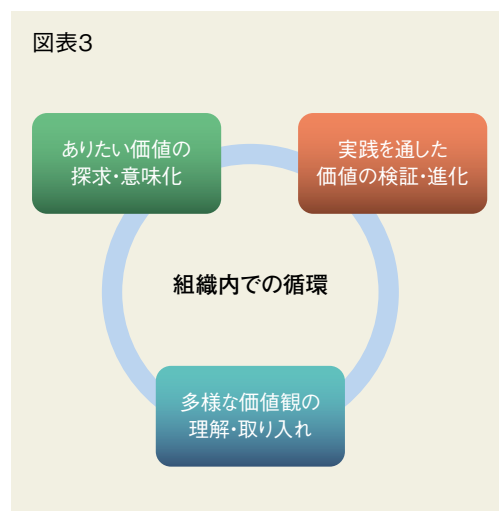 図表3
ありたい価値の
探求・意味化
実践を通した
価値の検証・進化
組織内での循環
多様な価値観の
理解・取り入れ